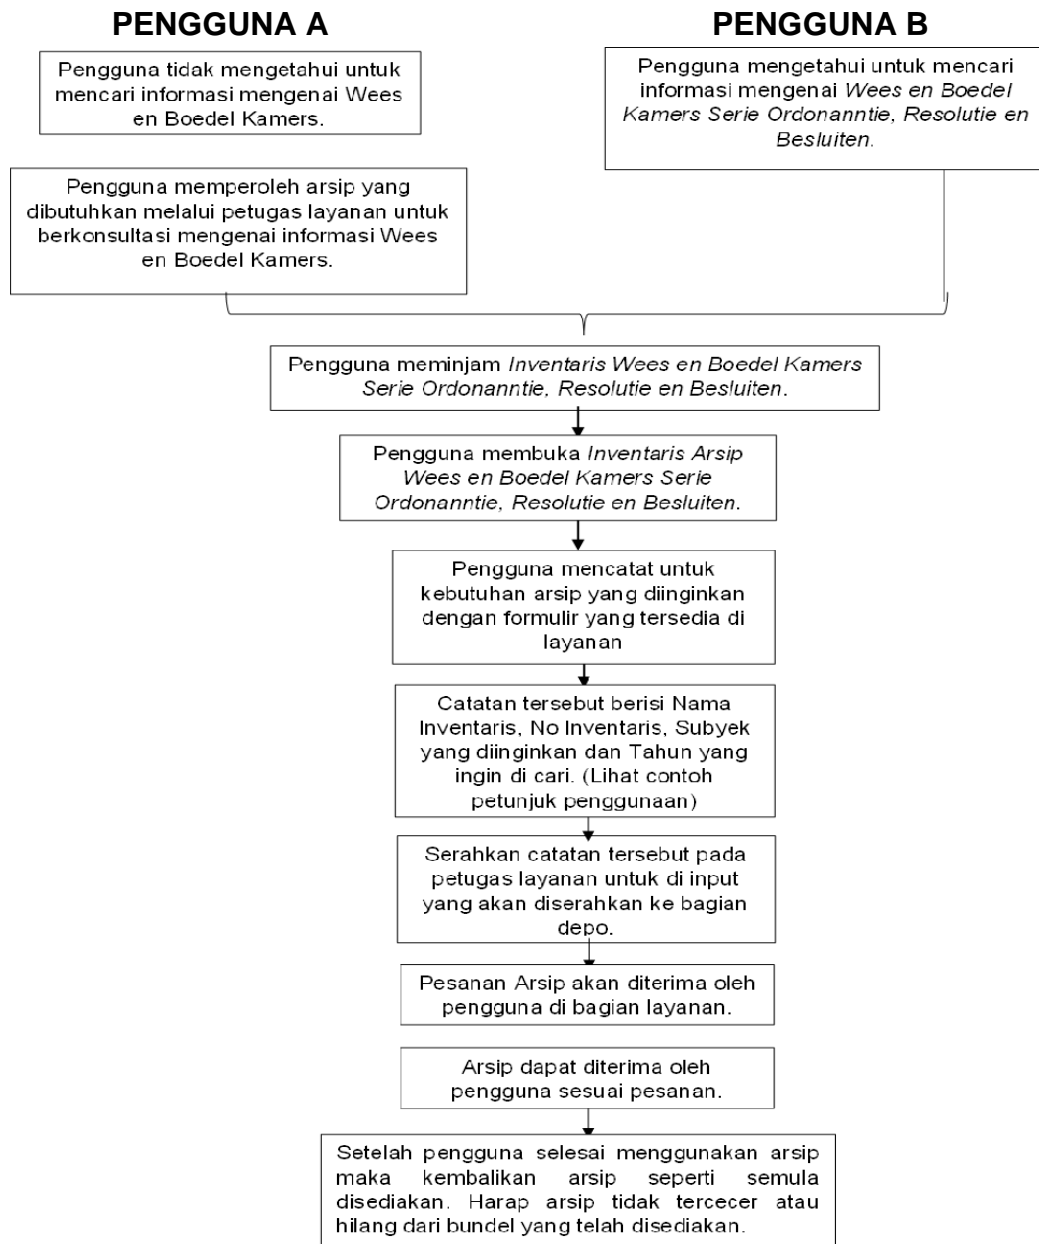 PENGGUNA A
Pengguna tidak mengetahui untuk
mencari informasi mengenai Wees
en Boedel Kamers.
Pengguna memperoleh arsip yang
dibutuhkan melalui petugas layanan untuk
berkonsultasi mengenai informasi Wees
en Boedel Kamers.
PENGGUNA B
Pengguna mengetahui untuk mencari
informasi mengenai Wees en Boedel
Kamers Serie Ordonanntie, Resolutie en
Besluiten.
Pengguna meminjam Inventaris Wees en Boedel Kamers
Serie Ordonanntie, Resolutie en Besluiten.
Pengguna membuka Inventaris Arsip
Wees en Boedel Kamers Serie
Ordonanntie, Resolutie en Besluiten.
Pengguna mencatat untuk
kebutuhan arsip yang diinginkan
dengan formulir yang tersedia di
layanan
Catatan tersebut berisi Nama
Inventaris, No Inventaris, Subyek
yang diinginkan dan Tahun yang
ingin di cari. (Lihat contoh
petunjuk penggunaan)
Serahkan catatan tersebut pada
petugas layanan untuk di input
yang akan diserahkan ke bagian
depo.
Pesanan Arsip akan diterima oleh
pengguna di bagian layanan.
Arsip dapat diterima oleh
pengguna sesuai pesanan.
Setelah pengguna selesai menggunakan arsip
maka kembalikan arsip seperti semula
disediakan. Harap arsip tidak tercecer atau
hilang dari bundel yang telah disediakan.